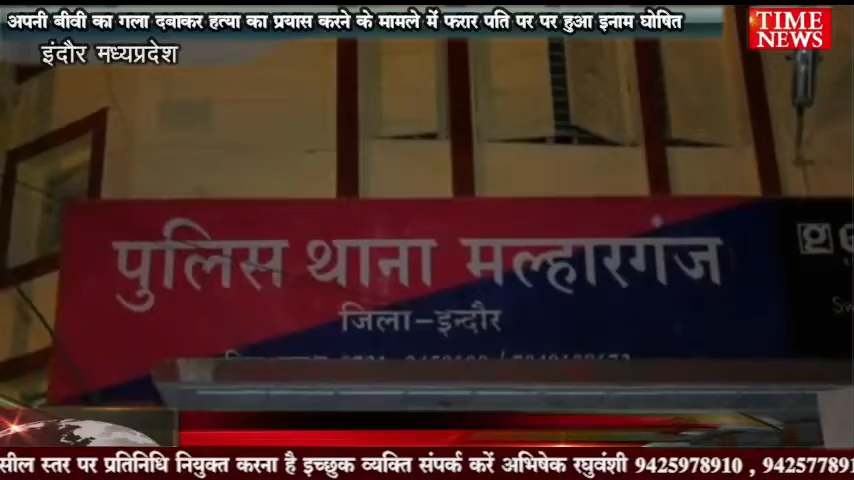 अपनी बीवी का गला दबाकर हत्या का प्रयास करने के मामले में फरार पति पर पर हुआ इनाम घोषित
TIME
NEWS
इंदौर मध्यप्रदेश
पुलिस थाना मल्हारगंज
जिला-इन्दौर
सील स्तर पर प्रतिनिधि नियुक्त करना है इच्छुक व्यक्ति संपर्क करें अभिषेक रघुवंशी 9425978910 , 942577891